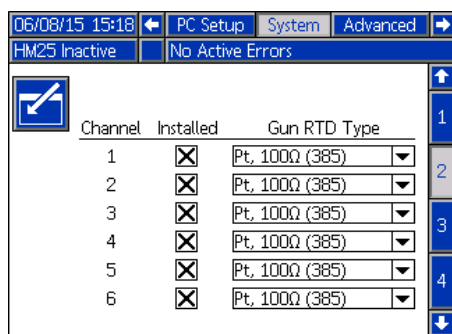 06/08/15 15:18 PC Setup System Advanced
HM25 Inactive No Active Errors
Channel Installed Gun RTD Type
1 Pt, 100Ω (385)
2 Pt, 100Ω (385)
3 Pt, 100Ω (385)
4 Pt, 100Ω (385)
5 Pt, 100Ω (385)
6 Pt, 100Ω (385)
1
2
3
4